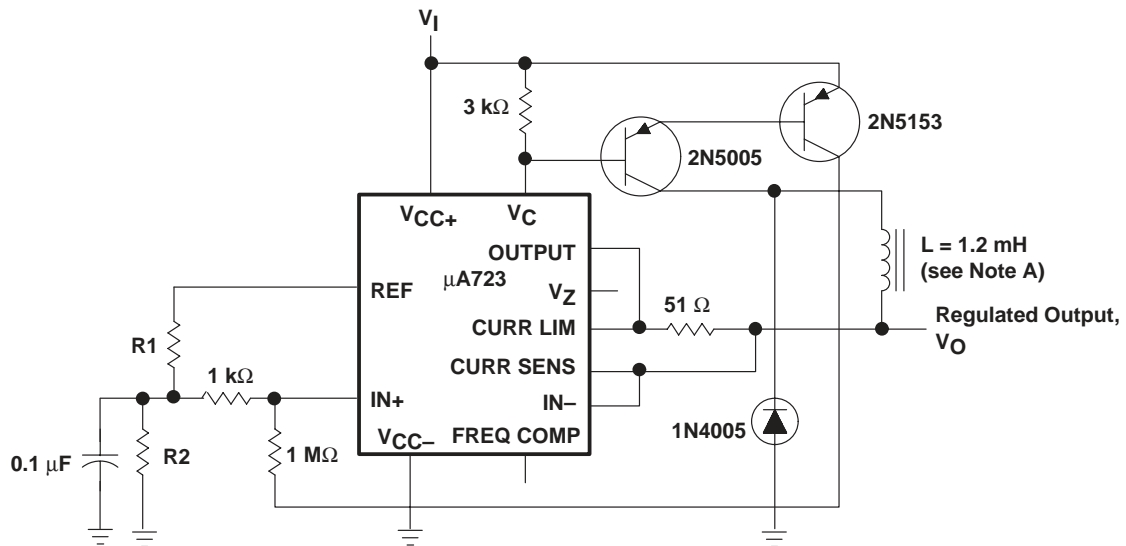 V_I
3 kΩ
2N5153
2N5005
V_CC+
V_C
OUTPUT
μA723
REF
V_Z
L = 1.2 mH
(see Note A)
51 Ω
CURR LIM
Regulated Output,
V_O
R1
1 kΩ
CURR SENS
IN+
IN–
V_CC–
FREQ COMP
1N4005
0.1 μF
R2
1 MΩ